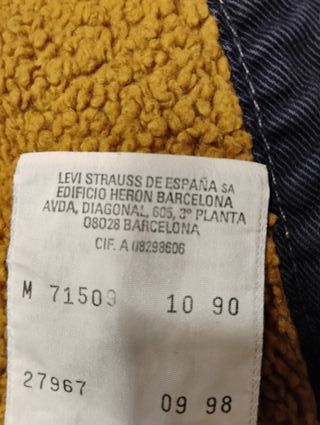 LEVI STRAUSS DE ESPAÑA SA
EDIFICIO HERON BARCELONA
AVDA, DIAGONAL, 605, 3º PLANTA
08028 BARCELONA
CIF. A 08298606
M 71509 10 90
27967 09 98